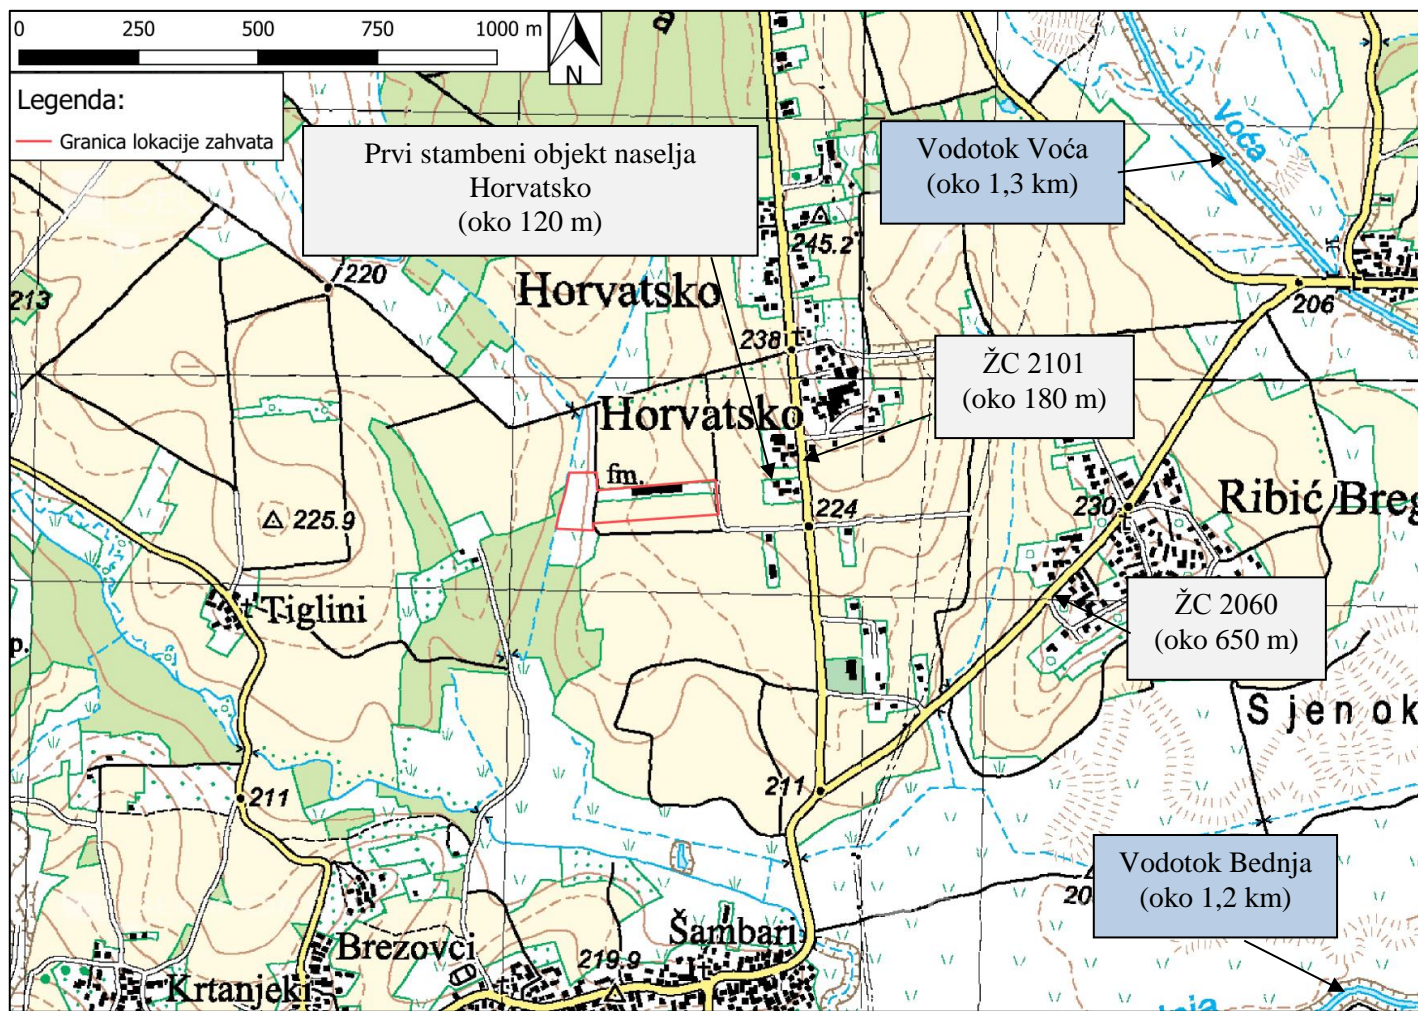 0 250 500 750 1000 m
N
Legenda:
Granica lokacije zahvata
Prvi stambeni objekt naselja
Horvatsko
(oko 120 m)
Vodotok Voća
(oko 1,3 km)
Voća
245.2
220
213
Horvatsko
206
238
ŽC 2101
(oko 180 m)
Horvatsko
fm.
225.9
224
230
Ribić Breg
Tiglini
p.
ŽC 2060
(oko 650 m)
Sjenok
211
211
Vodotok Bednja
(oko 1,2 km)
20
Brezovci
Šambari
219.9
Krtanjeki